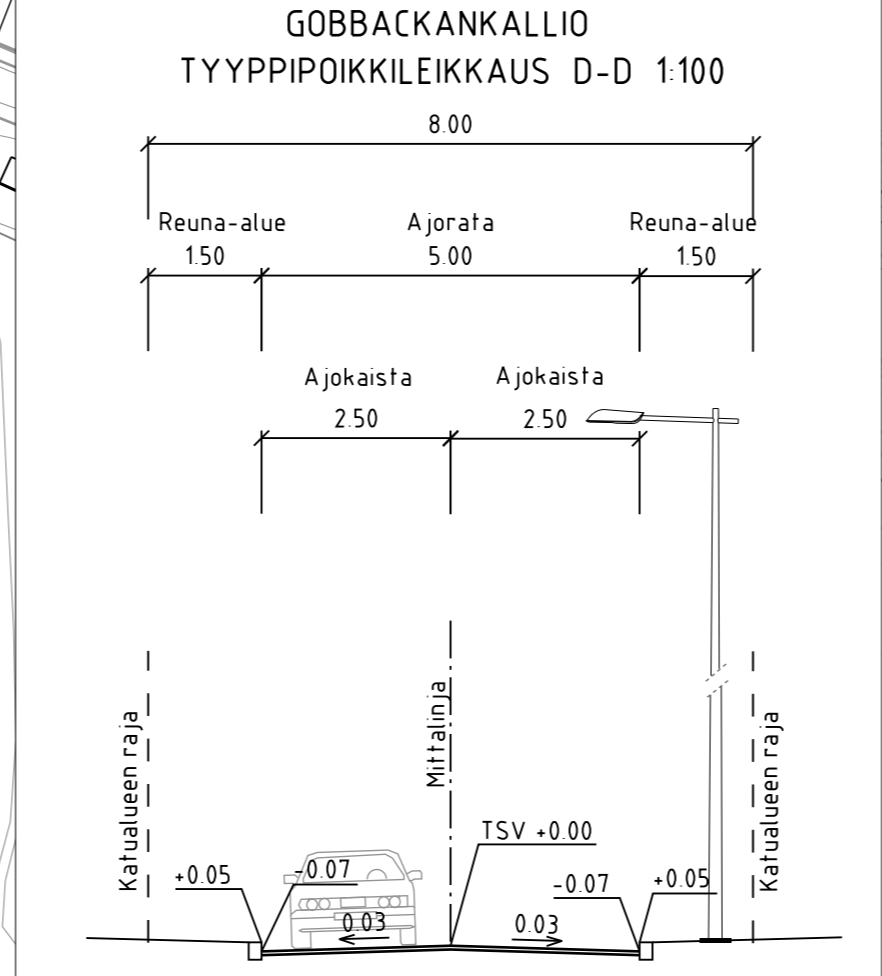 GOBBACKANKALLIO
TYYPPIPOIKKILEIKKAUS D-D 1:100
8.00
Reuna-alue Ajorata Reuna-alue
1.50 5.00 1.50
Ajokaista Ajokaista
2.50 2.50
Katualueen raja
Mittalinja
Katualueen raja
TSV +0.00
+0.05 -0.07 -0.07 +0.05
0.03 0.03